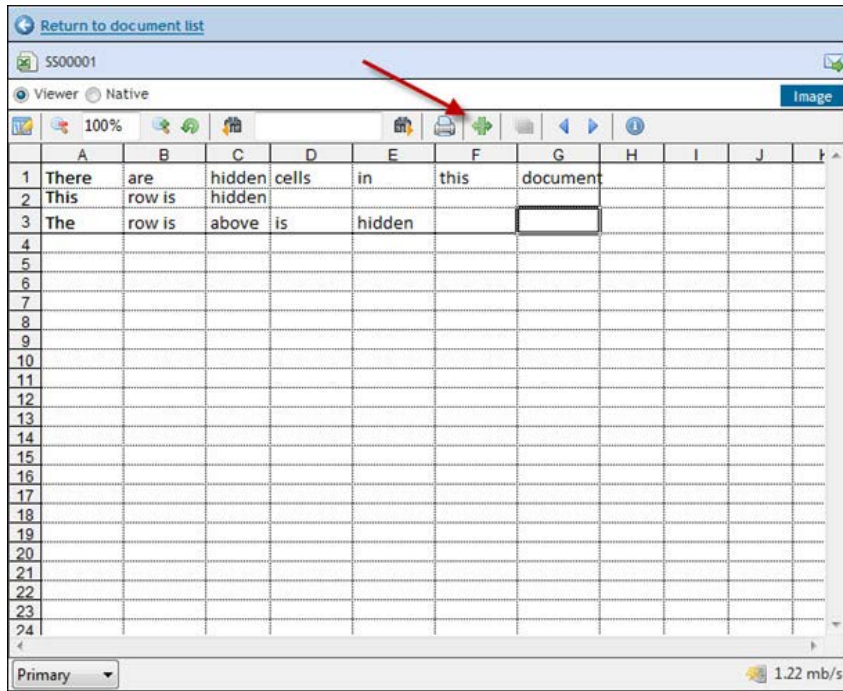 Return to document list
SS00001
Viewer Native
Image
100%
A B C D E F G H I J
1 There are hidden cells in this document
2 This row is hidden
3 The row is above is hidden
4
5
6
7
8
9
10
11
12
13
14
15
16
17
18
19
20
21
22
23
24
Primary 1.22 mb/s